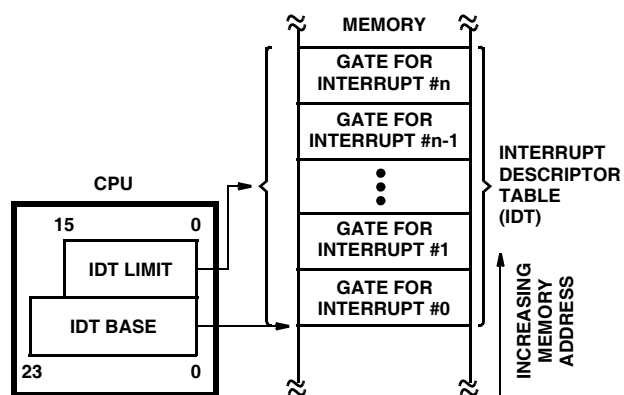 MEMORY
GATE FOR
INTERRUPT #n
GATE FOR
INTERRUPT #n-1
GATE FOR
INTERRUPT #1
GATE FOR
INTERRUPT #0
INTERRUPT
DESCRIPTOR
TABLE
(IDT)
INCREASING
MEMORY
ADDRESS
CPU
15 0
IDT LIMIT
IDT BASE
23 0